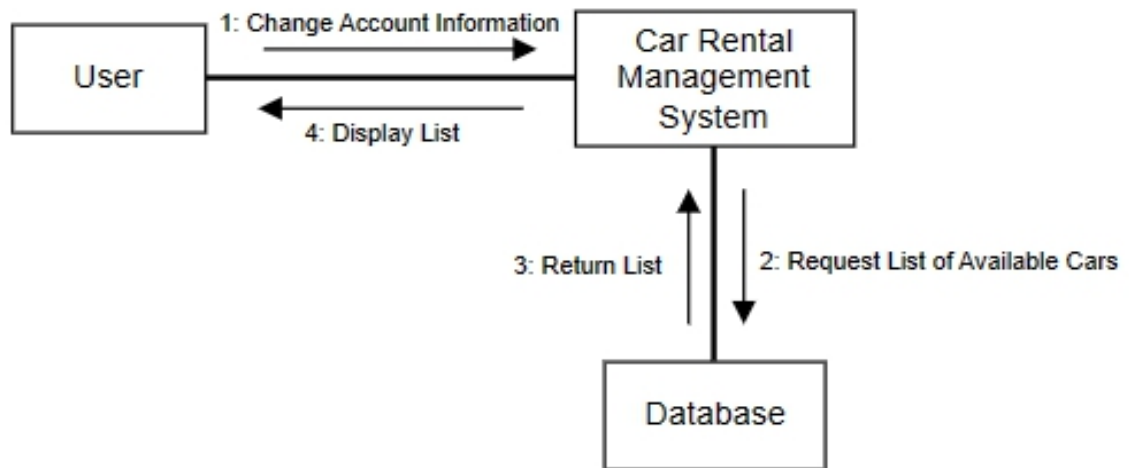 1: Change Account Information
User
Car Rental
Management
System
4: Display List
3: Return List
2: Request List of Available Cars
Database